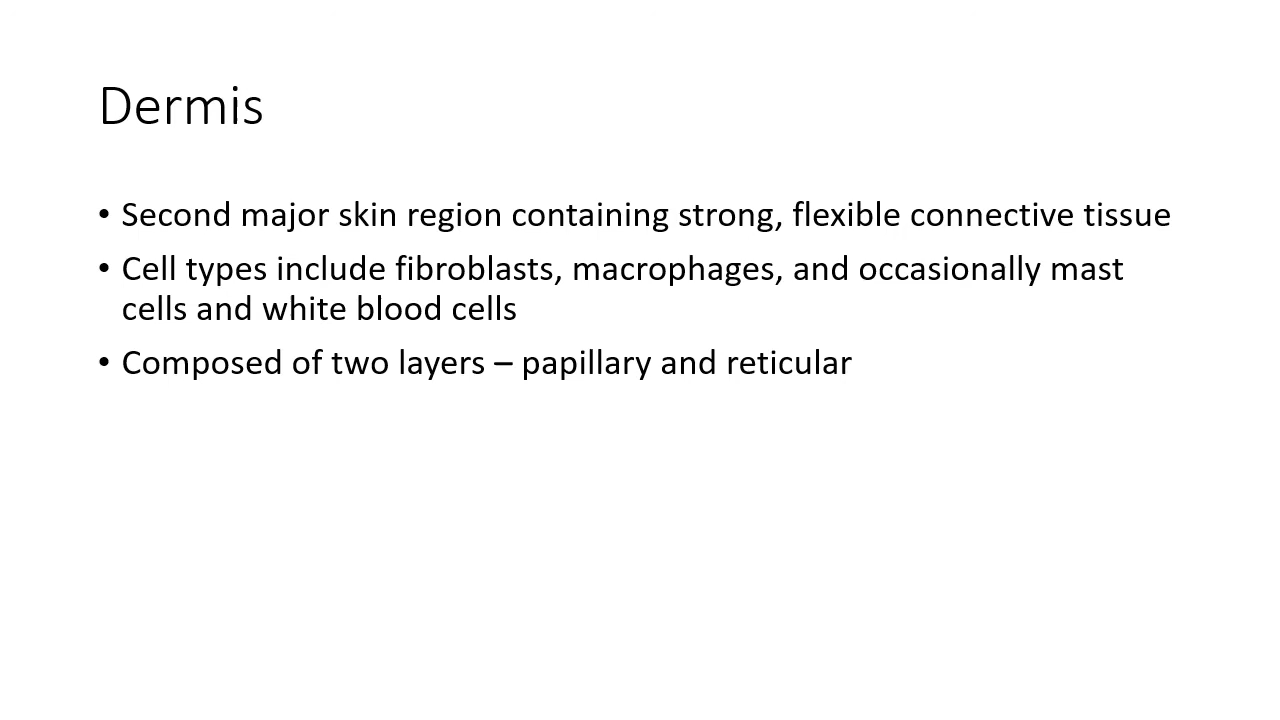 Dermis
• Second major skin region containing strong, flexible connective tissue
• Cell types include fibroblasts, macrophages, and occasionally mast
cells and white blood cells
• Composed of two layers – papillary and reticular